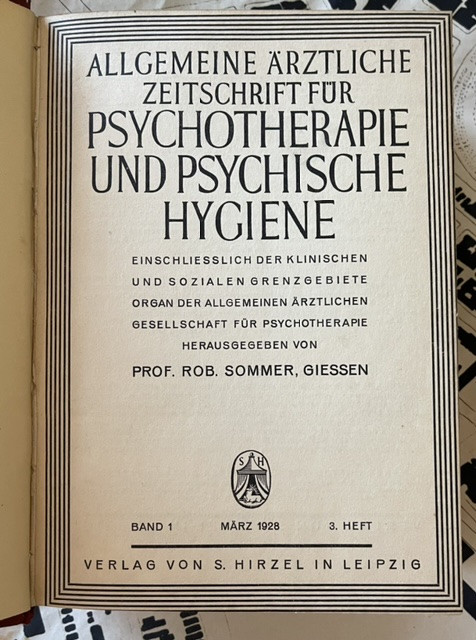 ALLGEMEINE ÄRZTLICHE
ZEITSCHRIFT FÜR
PSYCHOTHERAPIE
UND PSYCHISCHE
HYGIENE
EINSCHLIESSLICH DER KLINISCHEN
UND SOZIALEN GRENZGEBIETE
ORGAN DER ALLGEMEINEN ÄRZTLICHEN
GESELLSCHAFT FÜR PSYCHOTHERAPIE
HERAUSGEGEBEN VON
PROF. ROB. SOMMER, GIESSEN
S H
BAND 1 MÄRZ 1928 3. HEFT
VERLAG VON S. HIRZEL IN LEIPZIG